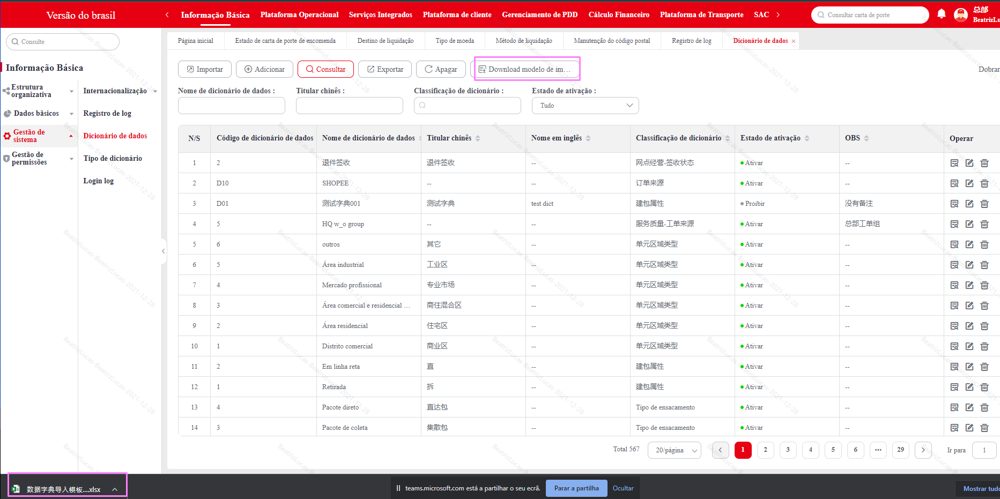 Versão do brasil
Informação Básica Plataforma Operacional Serviços Integrados Plataforma de cliente Gerenciamento de PDD Cálculo Financeiro Plataforma de Transporte SAC
Consultar carta de porte
总部
BeatrizLu
Consulte
Página inicial Estado de carta de porte de encomenda Destino de liquidação Tipo de moeda Método de liquidação Manutenção do código postal Registro de log Dicionário de dados
Informação Básica
Estrutura organizativa
Dados básicos
Gestão de sistema
Gestão de permissões
Internacionalização
Registro de log
Dicionário de dados
Tipo de dicionário
Login log
Importar Adicionar Consultar Exportar Apagar Download modelo de im... Dobrar
Nome de dicionário de dados : Titular chinês : Classificação de dicionário : Estado de ativação :
Tudo
N/S Código de dicionário de dados Nome de dicionário de dados Titular chinês Nome em inglês Classificação de dicionário Estado de ativação OBS Operar
1 2 退件签收 退件签收 -- 网点经营-签收状态 Ativar --
2 D10 SHOPEE -- -- 订单来源 Ativar --
3 D01 测试字典001 测试字典 test dict 建包属性 Proibir 没有备注
4 5 HQ w_o group -- -- 服务质量-工单来源 Ativar 总部工单组
5 6 outros 其它 -- 单元区域类型 Ativar --
6 5 Área industrial 工业区 -- 单元区域类型 Ativar --
7 4 Mercado profissional 专业市场 -- 单元区域类型 Ativar --
8 3 Área comercial e residencial ... 商住混合区 -- 单元区域类型 Ativar --
9 2 Área residencial 住宅区 -- 单元区域类型 Ativar --
10 1 Distrito comercial 商业区 -- 单元区域类型 Ativar --
11 2 Em linha reta 直 -- 建包属性 Ativar --
12 1 Retirada 拆 -- 建包属性 Ativar --
13 4 Pacote direto 直达包 -- Tipo de ensacamento Ativar --
14 3 Pacote de coleta 集散包 -- Tipo de ensacamento Ativar --
Total 567 20/página 1 2 3 4 5 6 ... 29 Ir para 1
数据字典导入模板....xlsx
teams.microsoft.com está a partilhar o seu ecrã. Parar a partilha Ocultar
Mostrar tudo
BeatrizLucas-2021-12-28